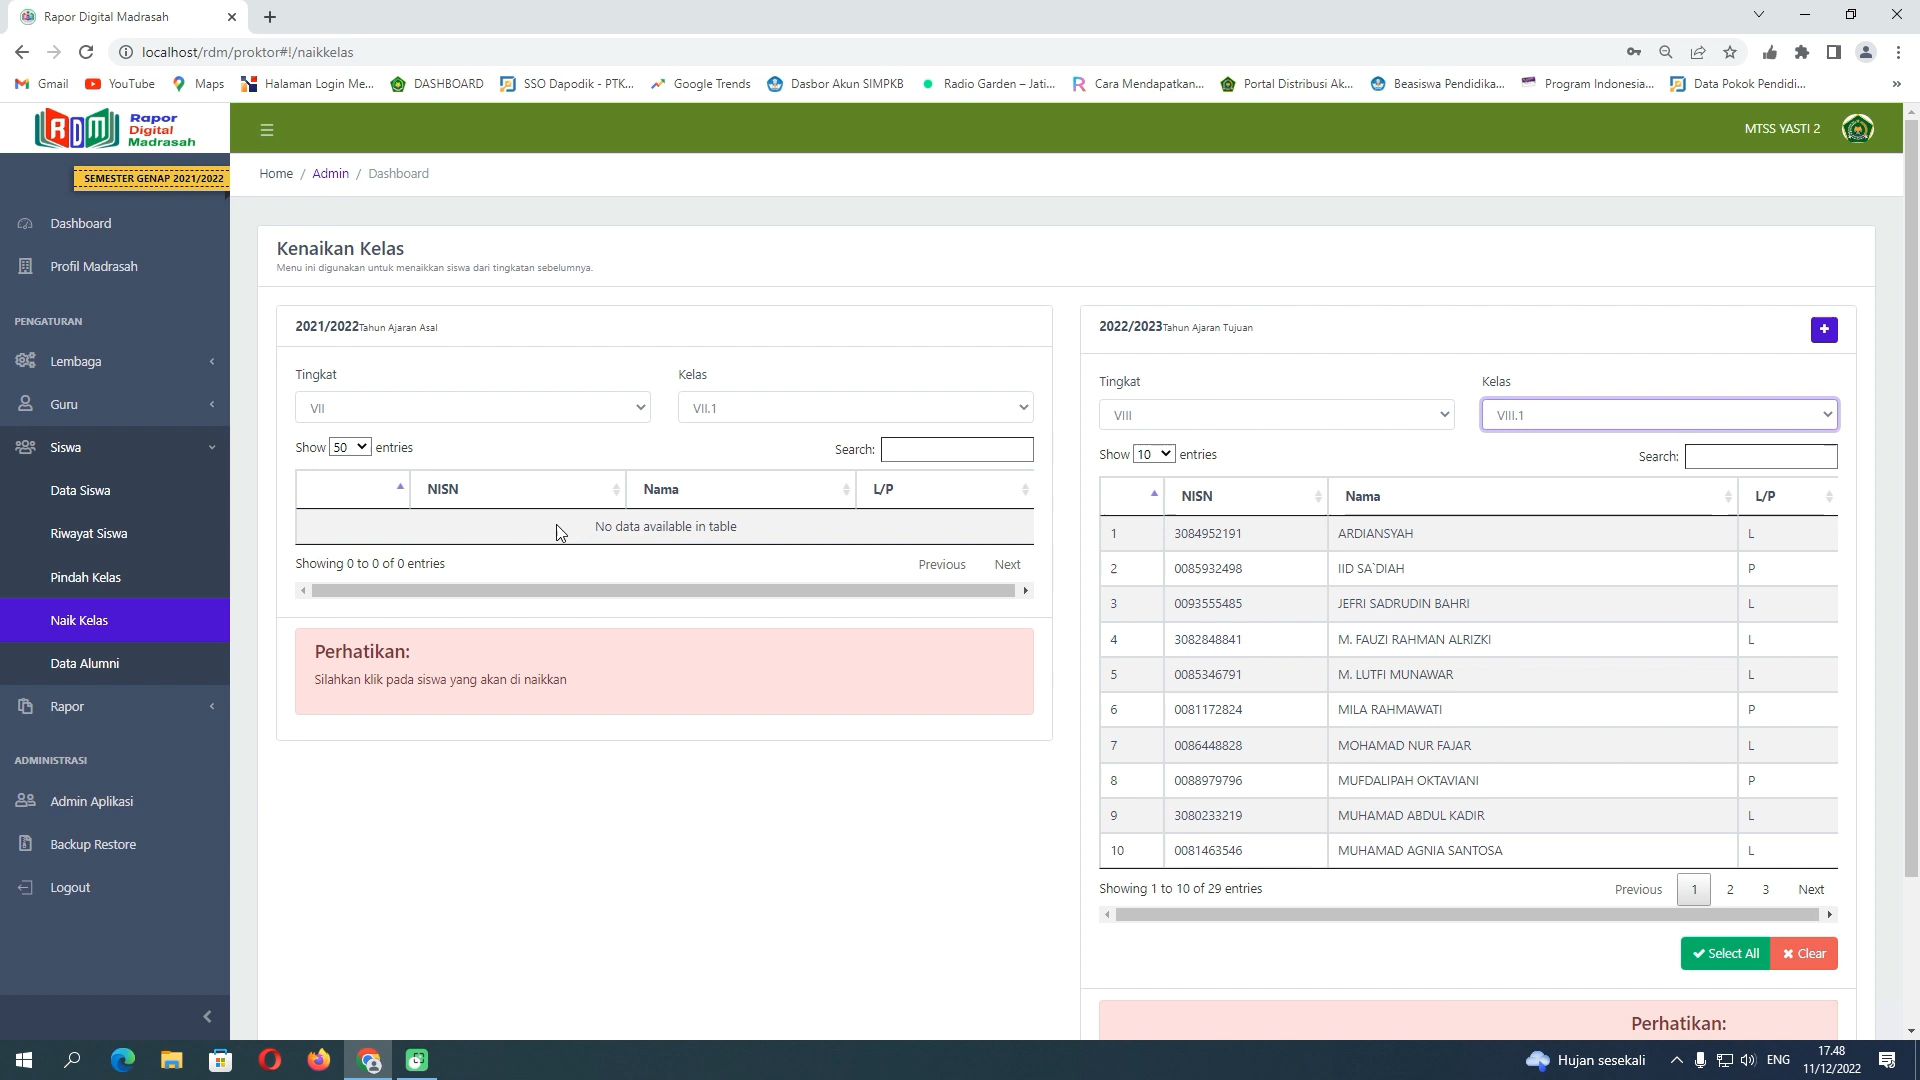 Rapor Digital Madrasah
localhost/rdm/proktor#!/naikkelas
Gmail YouTube Maps Halaman Login Me... DASHBOARD SSO Dapodik - PTK... Google Trends Dasbor Akun SIMPKB Radio Garden – Jati... Cara Mendapatkan... Portal Distribusi Ak... Beasiswa Pendidika... Program Indonesia... Data Pokok Pendidi... »
RDM Rapor
Digital
Madrasah
MTSS YASTI 2
SEMESTER GENAP 2021/2022
Home / Admin / Dashboard
Dashboard
Profil Madrasah
PENGATURAN
Lembaga
Guru
Siswa
Data Siswa
Riwayat Siswa
Pindah Kelas
Naik Kelas
Data Alumni
Rapor
ADMINISTRASI
Admin Aplikasi
Backup Restore
Logout
Kenaikan Kelas
Menu ini digunakan untuk menaikkan siswa dari tingkatan sebelumnya.
2021/2022Tahun Ajaran Asal
Tingkat Kelas
VII VII.1
Show 50 entries Search:
NISN Nama L/P
No data available in table
Showing 0 to 0 of 0 entries Previous Next
Perhatikan:
Silahkan klik pada siswa yang akan di naikkan
2022/2023Tahun Ajaran Tujuan
Tingkat Kelas
VIII VIII.1
Show 10 entries Search:
NISN Nama L/P
1 3084952191 ARDIANSYAH L
2 0085932498 IID SA`DIAH P
3 0093555485 JEFRI SADRUDIN BAHRI L
4 3082848841 M. FAUZI RAHMAN ALRIZKI L
5 0085346791 M. LUTFI MUNAWAR L
6 0081172824 MILA RAHMAWATI P
7 0086448828 MOHAMAD NUR FAJAR L
8 0088979796 MUFDALIPAH OKTAVIANI P
9 3080233219 MUHAMAD ABDUL KADIR L
10 0081463546 MUHAMAD AGNIA SANTOSA L
Showing 1 to 10 of 29 entries Previous 1 2 3 Next
Select All Clear
Perhatikan:
Hujan sesekali ENG 17.48
11/12/2022